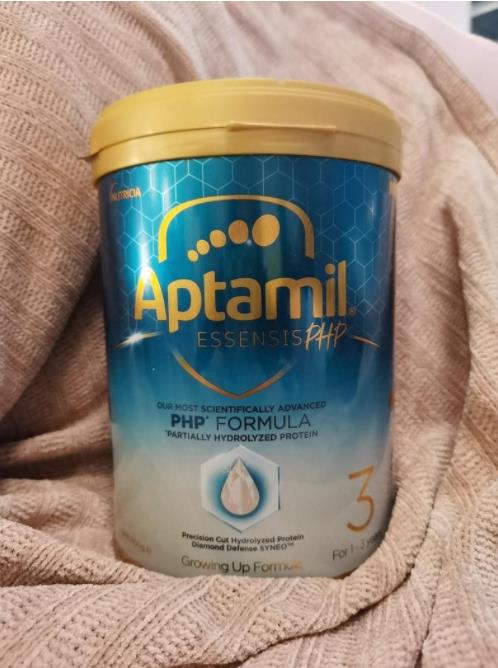 NUTRICIA
Aptamil®
ESSENSIS PHP
OUR MOST SCIENTIFICALLY ADVANCED
PHP* FORMULA
*PARTIALLY HYDROLYZED PROTEIN
Precision Cut Hydrolyzed Protein
Diamond Defense SYNEO™
3
For 1 - 3 years
Growing Up Formula